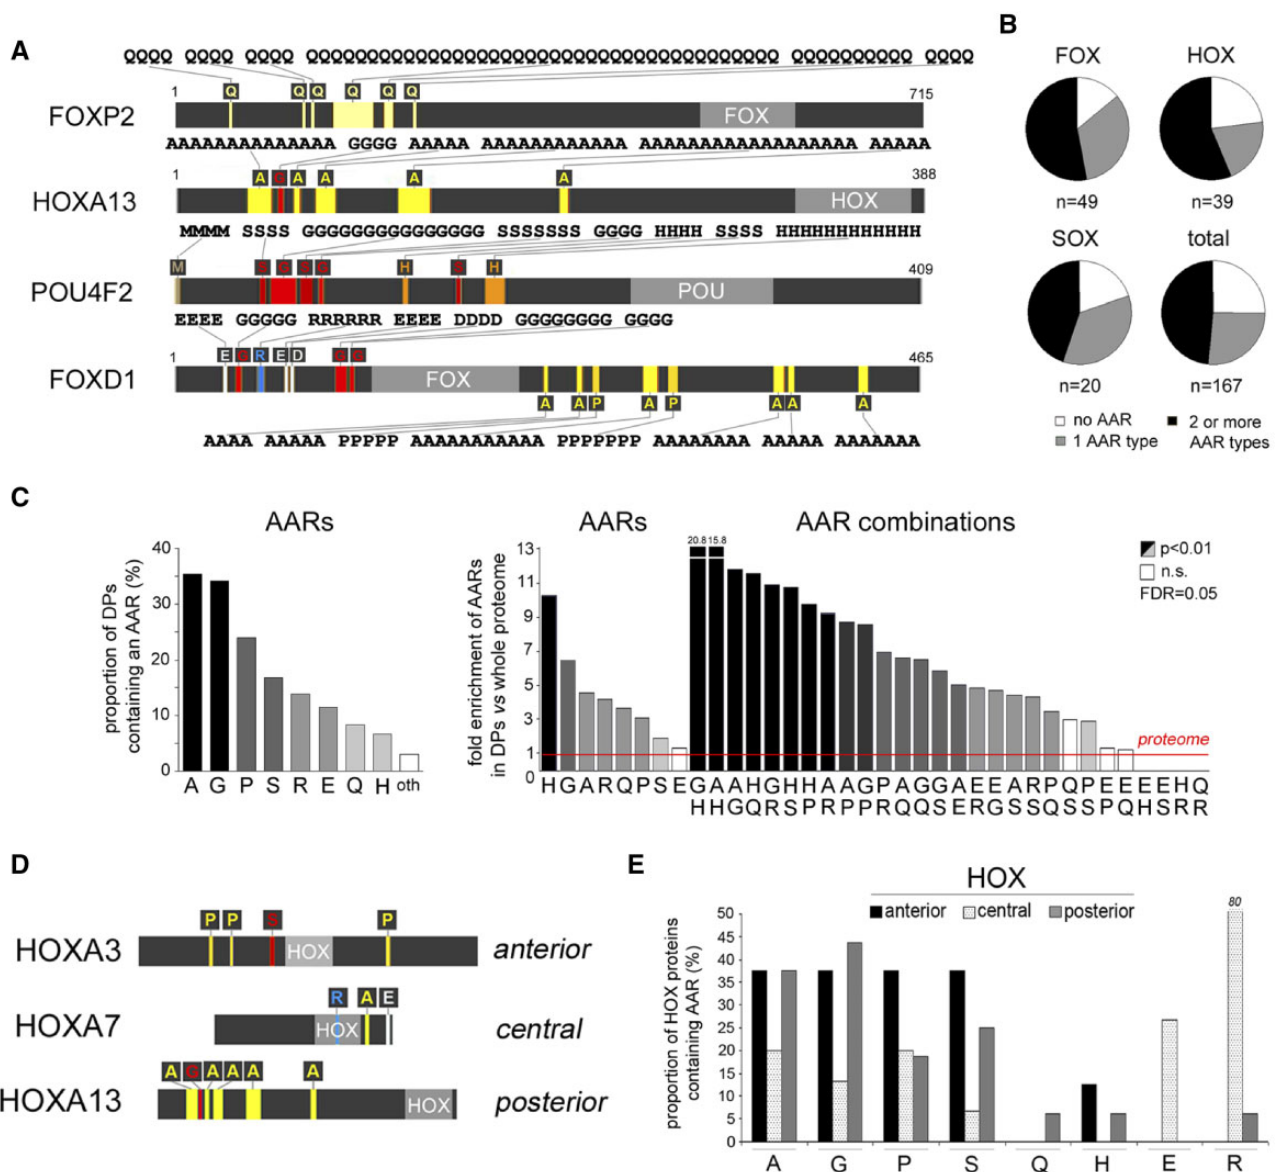 A
QQQQ QQQQ QQQQ QQQQQQQQQQQQQQQQQQQQQQQQQQQQQQQQQQQQQQQ QQQQQQQQQQ QQQQ
Q Q Q Q Q Q
1 715
FOXP2 FOX
AAAAAAAAAAAAAA GGGG AAAAA AAAAAAAAAAAA AAAAAAAAAAAAAAAAAA AAAAA
1 A G A A A A 388
HOXA13 HOX
MMMM SSSS GGGGGGGGGGGGGGG SSSSSSS GGGG HHHH SSSS HHHHHHHHHHHH
M S G S G H S H 409
POU4F2 POU
EEEE GGGGG RRRRRR EEEE DDDD GGGGGGGG GGGG
1 E G R E D G G 465
FOXD1 FOX
A A P A P A A A
AAAA AAAAA PPPPP AAAAAAAAAAA PPPPPPP AAAAAAAA AAAAA AAAAAAA
B
FOX HOX
n=49 n=39
SOX total
n=20 n=167
no AAR
1 AAR type
2 or more
AAR types
C
AARs
proportion of DPs
containing an AAR (%)
40
30
20
10
0
A G P S R E Q H oth
AARs AAR combinations
fold enrichment of AARs
in DPs vs whole proteome
13
11
9
7
5
3
1
0
20.8 15.8
p<0.01
n.s.
FDR=0.05
proteome
H G A R Q P S E G A A H G H H A A G P A G G A E E A R P Q P E E E E H Q
H H G Q R S P R P P R Q Q S E R G S S Q S S P Q H S R R
D
P P S P
HOXA3 HOX anterior
R A E
HOXA7 HOX central
A G A A A A
HOXA13 HOX posterior
E
HOX
anterior central posterior
proportion of HOX proteins
containing AAR (%)
50
45
40
35
30
25
20
15
10
5
0
80
A G P S Q H E R